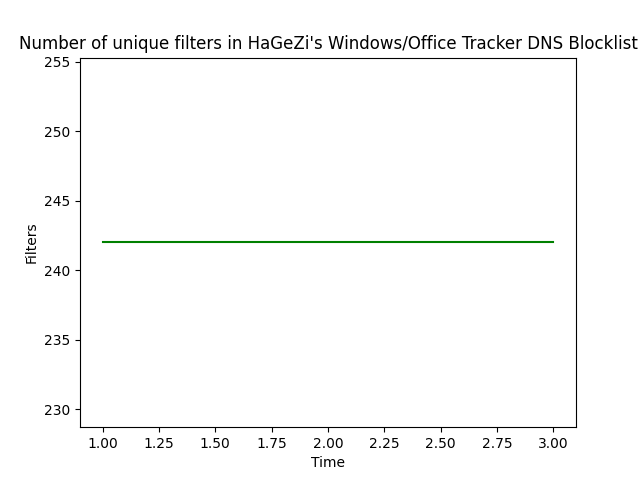 Number of unique filters in HaGeZi's Windows/Office Tracker DNS Blocklist
255
250
245
240
235
230
Filters
1.00 1.25 1.50 1.75 2.00 2.25 2.50 2.75 3.00
Time